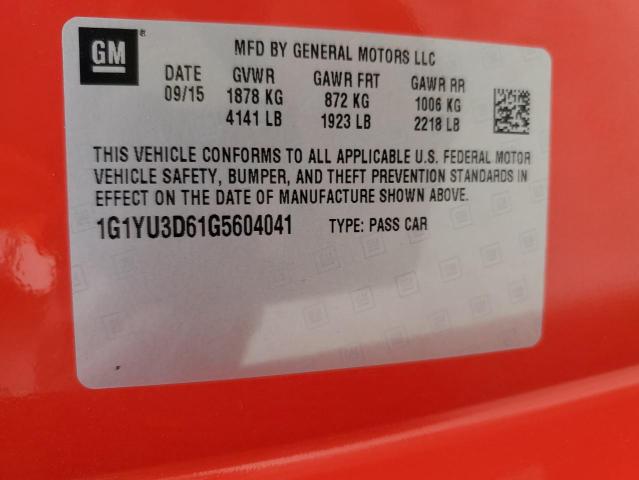 GM ® MFD BY GENERAL MOTORS LLC
DATE GVWR GAWR FRT GAWR RR
09/15 1878 KG 872 KG 1006 KG
4141 LB 1923 LB 2218 LB
THIS VEHICLE CONFORMS TO ALL APPLICABLE U.S. FEDERAL MOTOR
VEHICLE SAFETY, BUMPER, AND THEFT PREVENTION STANDARDS IN
EFFECT ON THE DATE OF MANUFACTURE SHOWN ABOVE.
1G1YU3D61G5604041 TYPE: PASS CAR